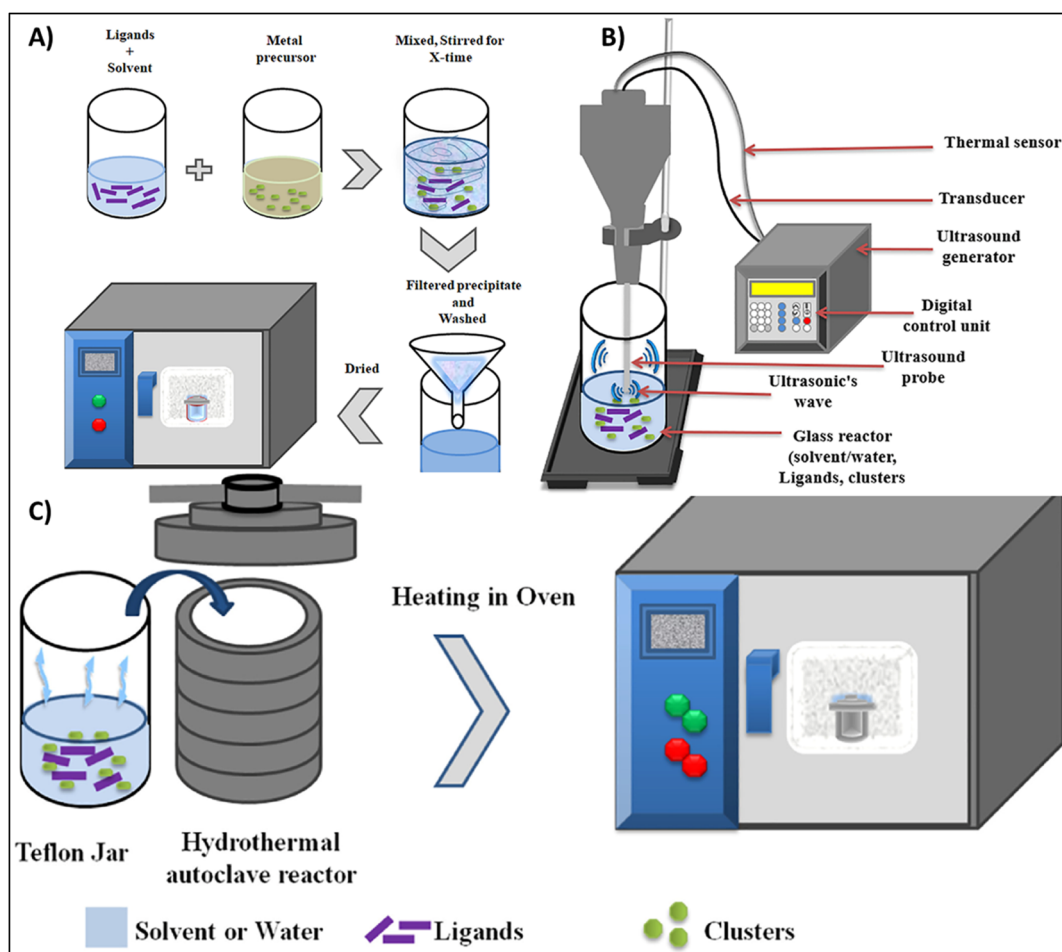 A)
Ligands
+
Solvent
Metal
precursor
Mixed, Stirred for
X-time
Filtered precipitate
and
Washed
Dried
B)
Thermal sensor
Transducer
Ultrasound
generator
Digital
control unit
Ultrasound
probe
Ultrasonic's
wave
Glass reactor
(solvent/water,
Ligands, clusters
C)
Heating in Oven
Teflon Jar
Hydrothermal
autoclave reactor
Solvent or Water
Ligands
Clusters